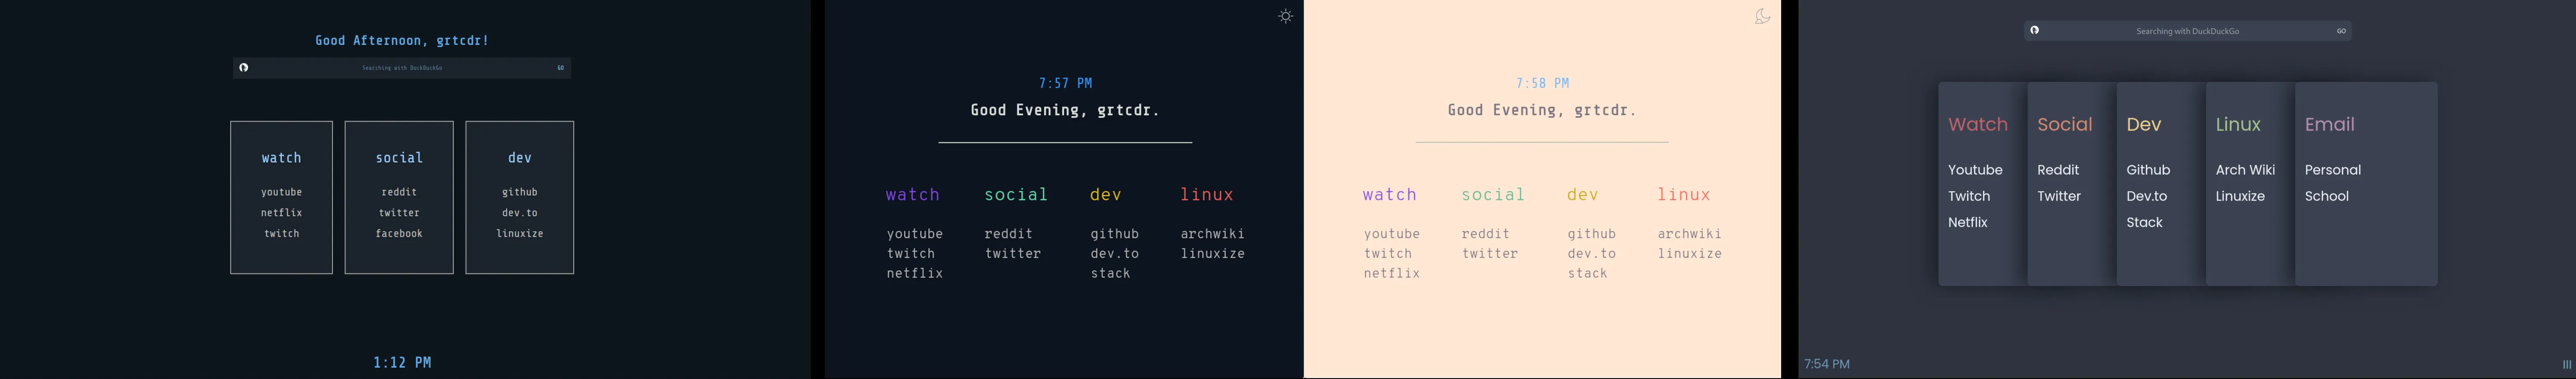 Good Afternoon, grtcdr!
Searching with DuckDuckGo GO
watch
youtube
netflix
twitch
social
reddit
twitter
facebook
dev
github
dev.to
linuxize
1:12 PM
7:57 PM
Good Evening, grtcdr.
watch
youtube
twitch
netflix
social
reddit
twitter
dev
github
dev.to
stack
linux
archwiki
linuxize
7:58 PM
Good Evening, grtcdr.
watch
youtube
twitch
netflix
social
reddit
twitter
dev
github
dev.to
stack
linux
archwiki
linuxize
Searching with DuckDuckGo GO
Watch
Youtube
Twitch
Netflix
Social
Reddit
Twitter
Dev
Github
Dev.to
Stack
Linux
Arch Wiki
Linuxize
Email
Personal
School
7:54 PM